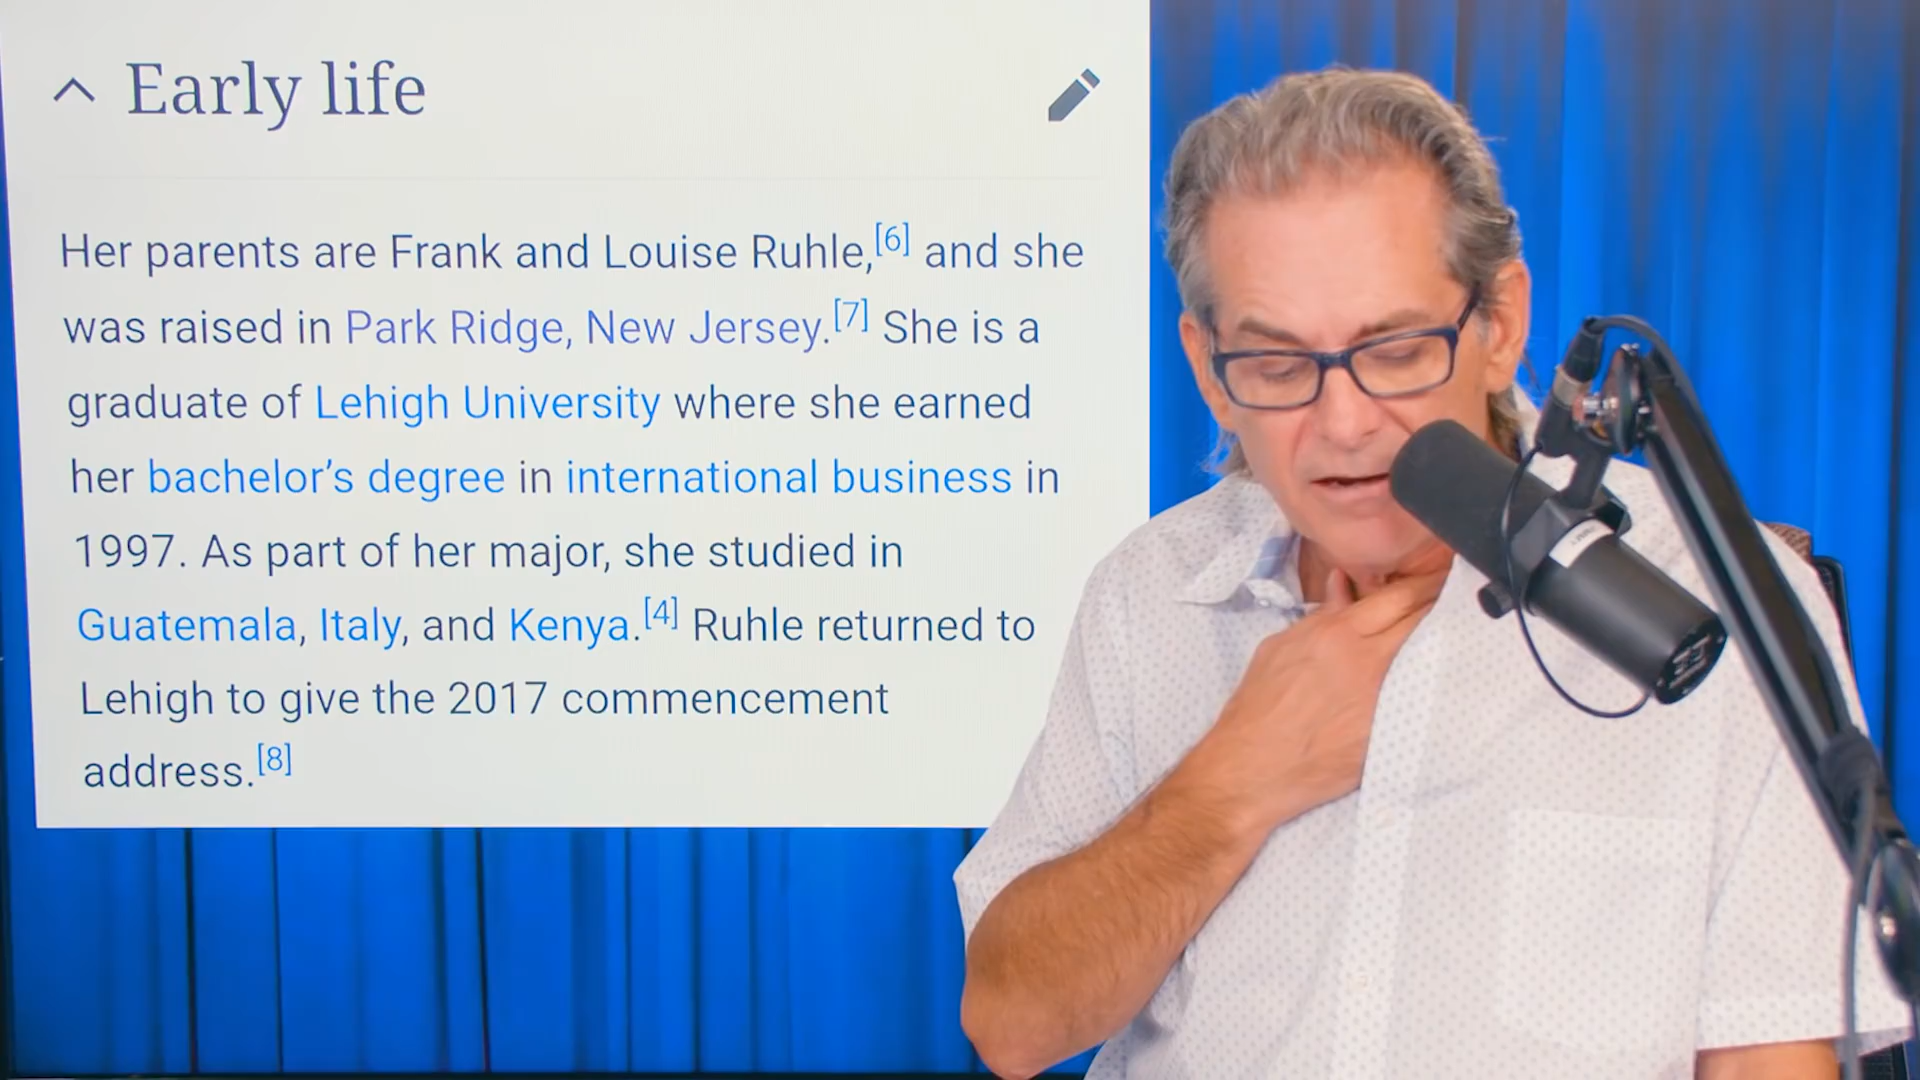 Early life
Her parents are Frank and Louise Ruhle,[6] and she
was raised in Park Ridge, New Jersey.[7] She is a
graduate of Lehigh University where she earned
her bachelor’s degree in international business in
1997. As part of her major, she studied in
Guatemala, Italy, and Kenya.[4] Ruhle returned to
Lehigh to give the 2017 commencement
address.[8]